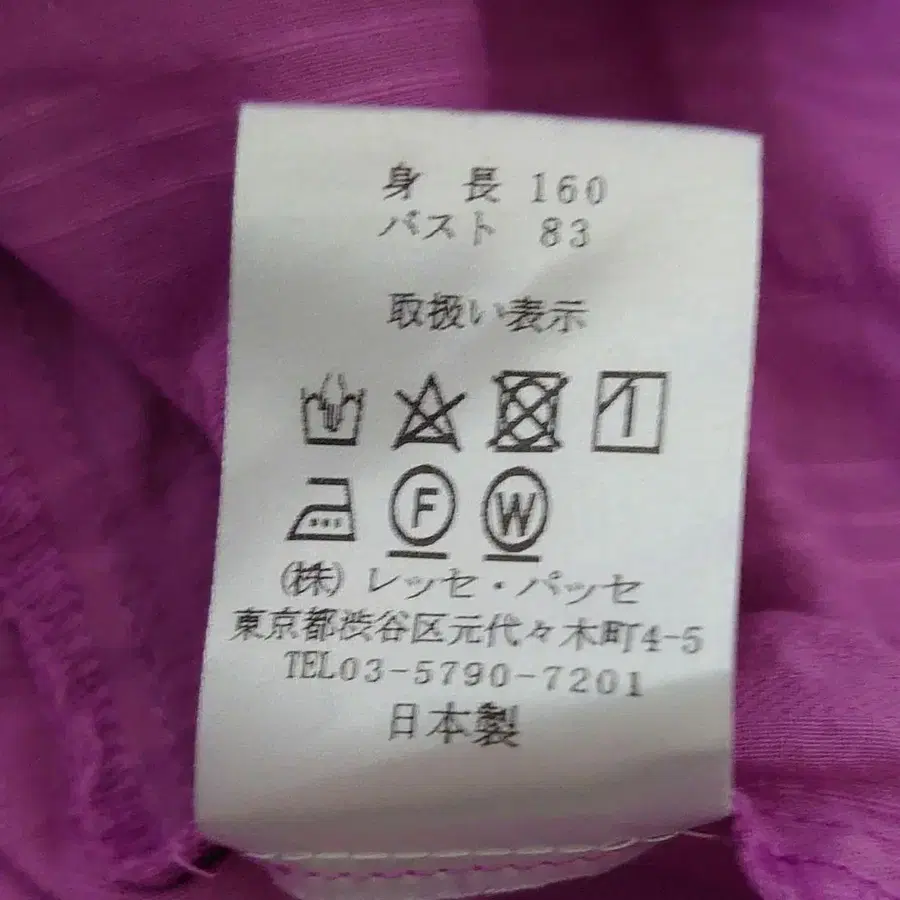 身 長 160
バスト 83
取扱い表示
F W
(株) レッセ・パッセ
東京都渋谷区元代々木町4-5
TEL03-5790-7201
日本製